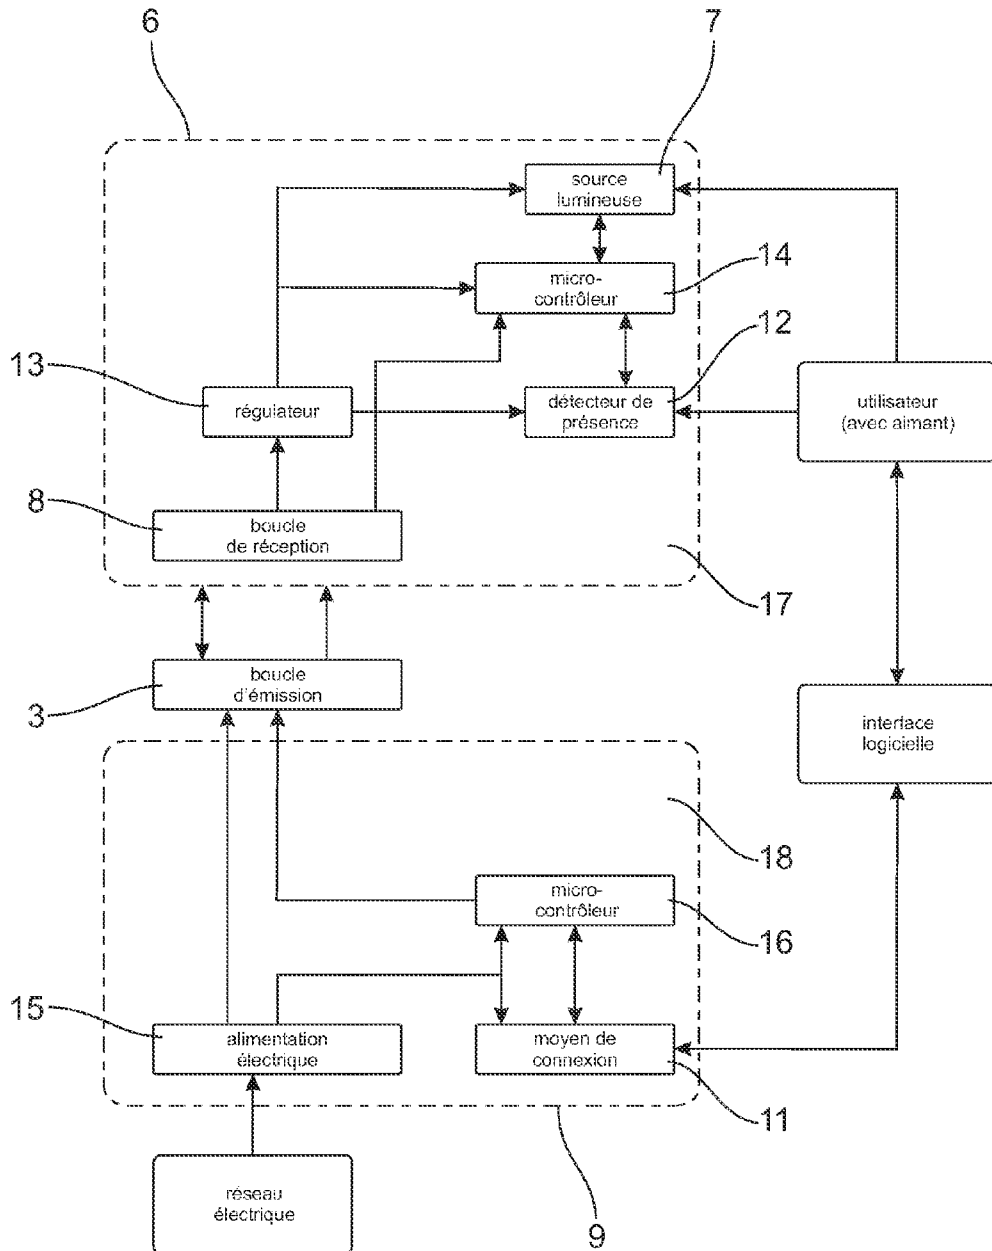 6
7
source
lumineuse
14
micro-
contrôleur
12
13
régulateur
détecteur de
présence
utilisateur
(avec aimant)
8
boucle
de réception
17
boucle
d'émission
3
interface
logicielle
18
micro-
contrôleur
16
15
alimentation
électrique
moyen de
connexion
11
réseau
électrique
9